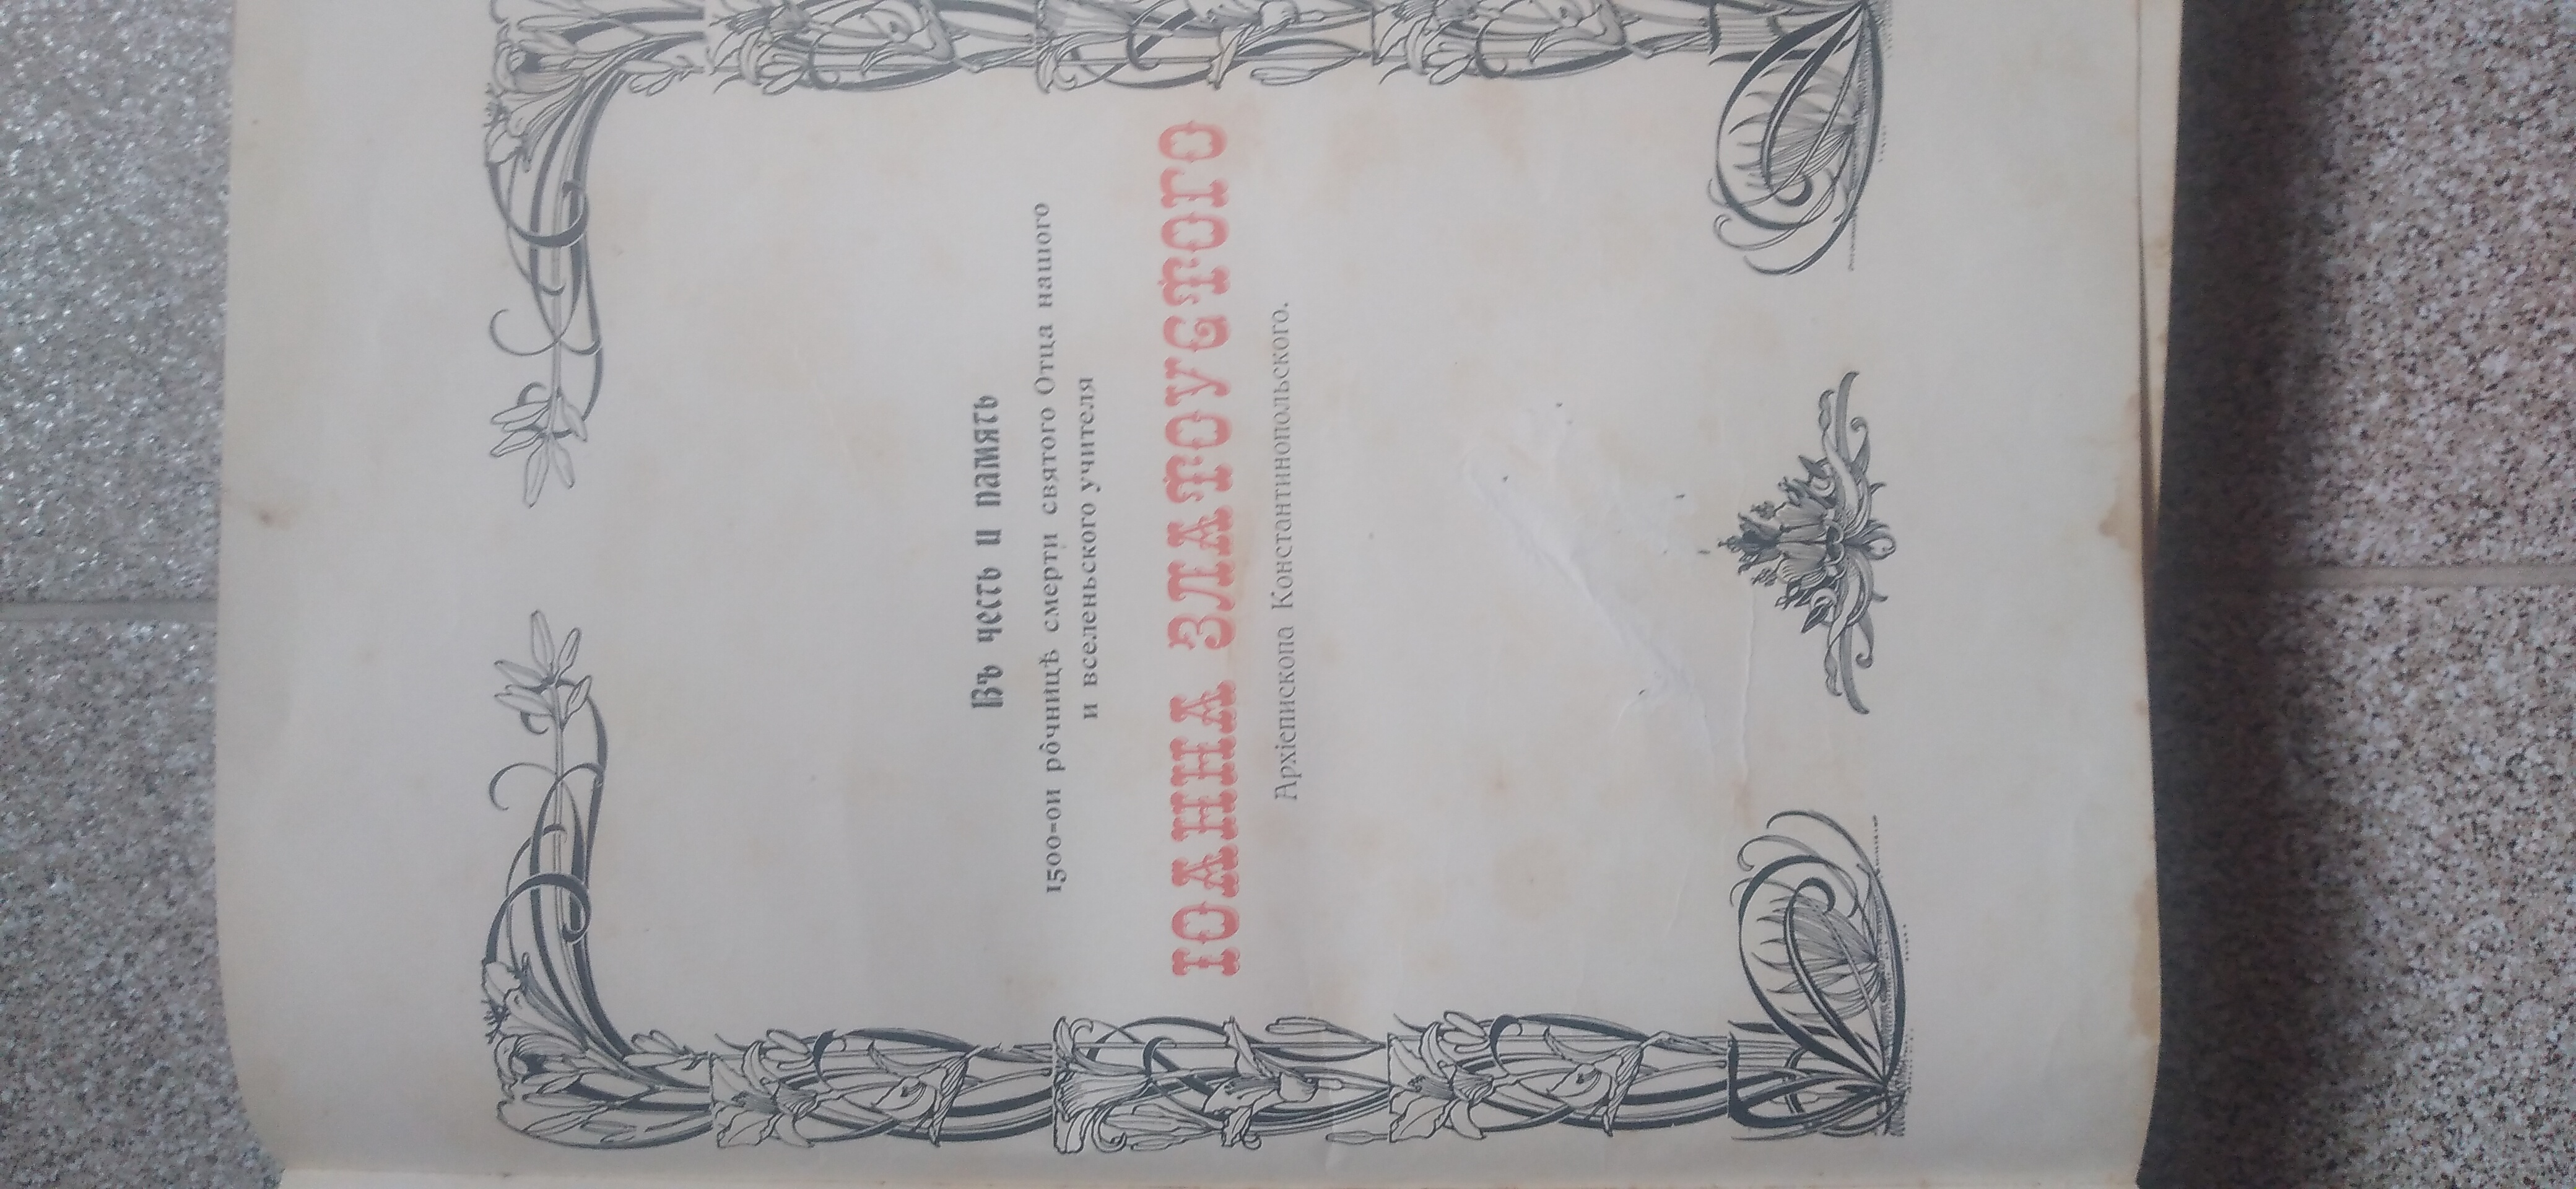 Въ честь и память
1500-ои рôчницѣ смерти святого Отца нашого
и вселеньского учителя
ІОАННА ЗЛАТОУСТОГО
Архіепископа Константинопольского.